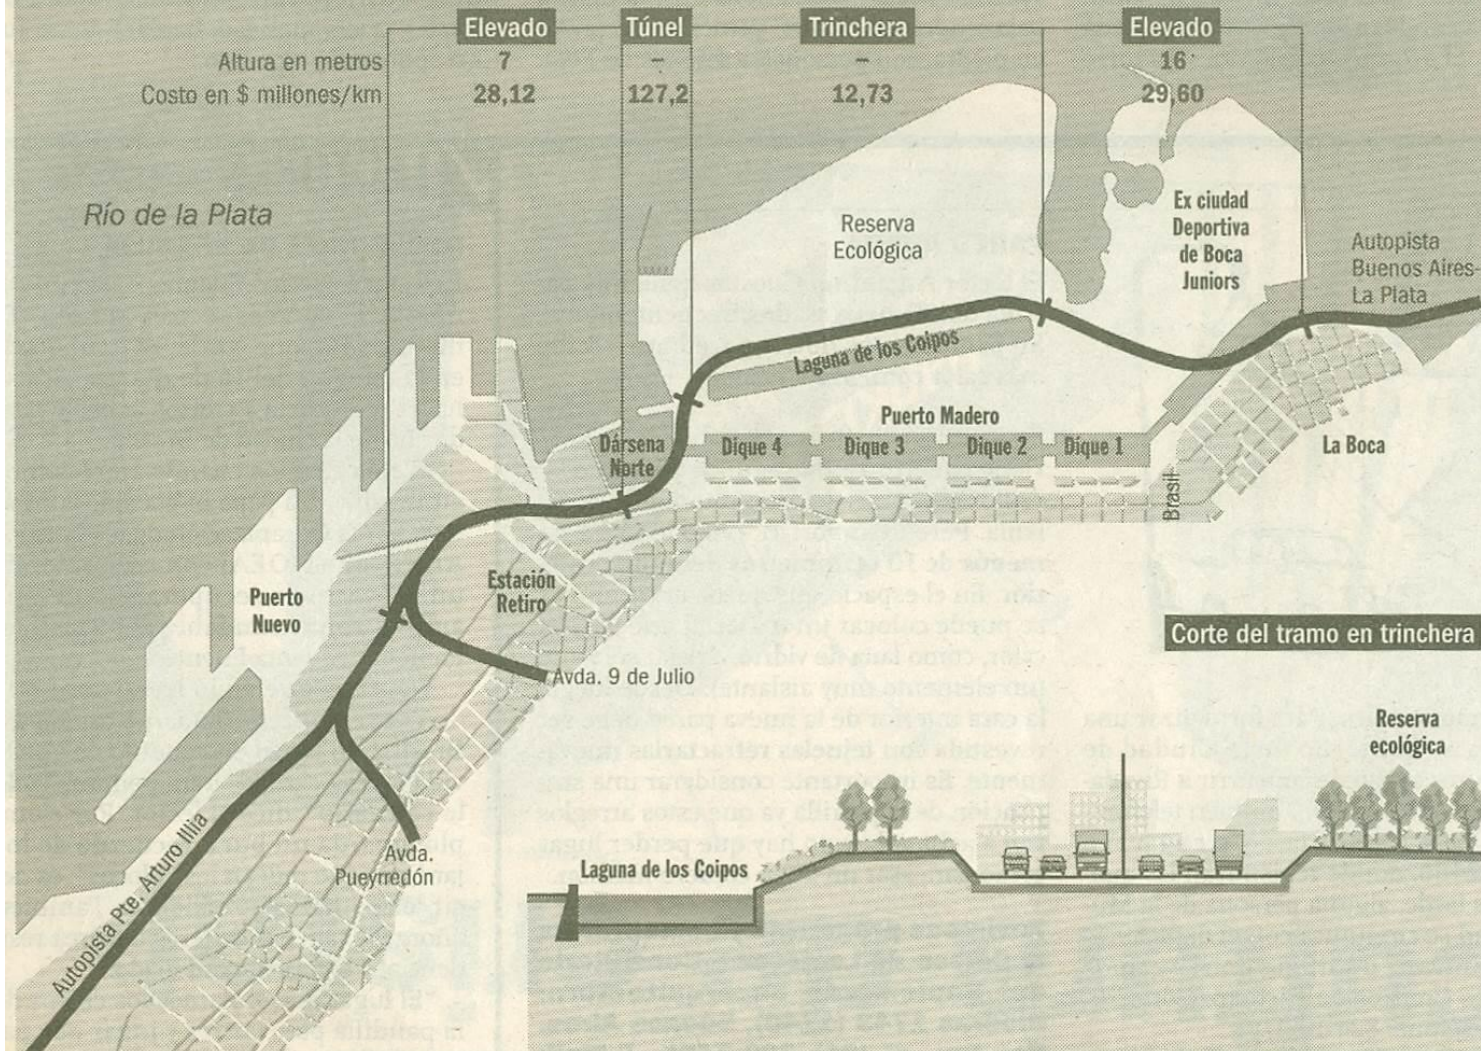 Elevado Túnel Trinchera Elevado
Altura en metros 7 – – 16
Costo en $ millones/km 28,12 127,2 12,73 29,60
Río de la Plata
Reserva
Ecológica
Ex ciudad
Deportiva
de Boca
Juniors
Autopista
Buenos Aires-
La Plata
Laguna de los Coipos
Puerto Madero
Dársena
Norte
Dique 4
Dique 3
Dique 2
Dique 1
La Boca
Brasil
Estación
Retiro
Puerto
Nuevo
Avda. 9 de Julio
Corte del tramo en trinchera
Reserva
ecológica
Laguna de los Coipos
Avda.
Pueyrredón
Autopista Pte. Arturo Illia